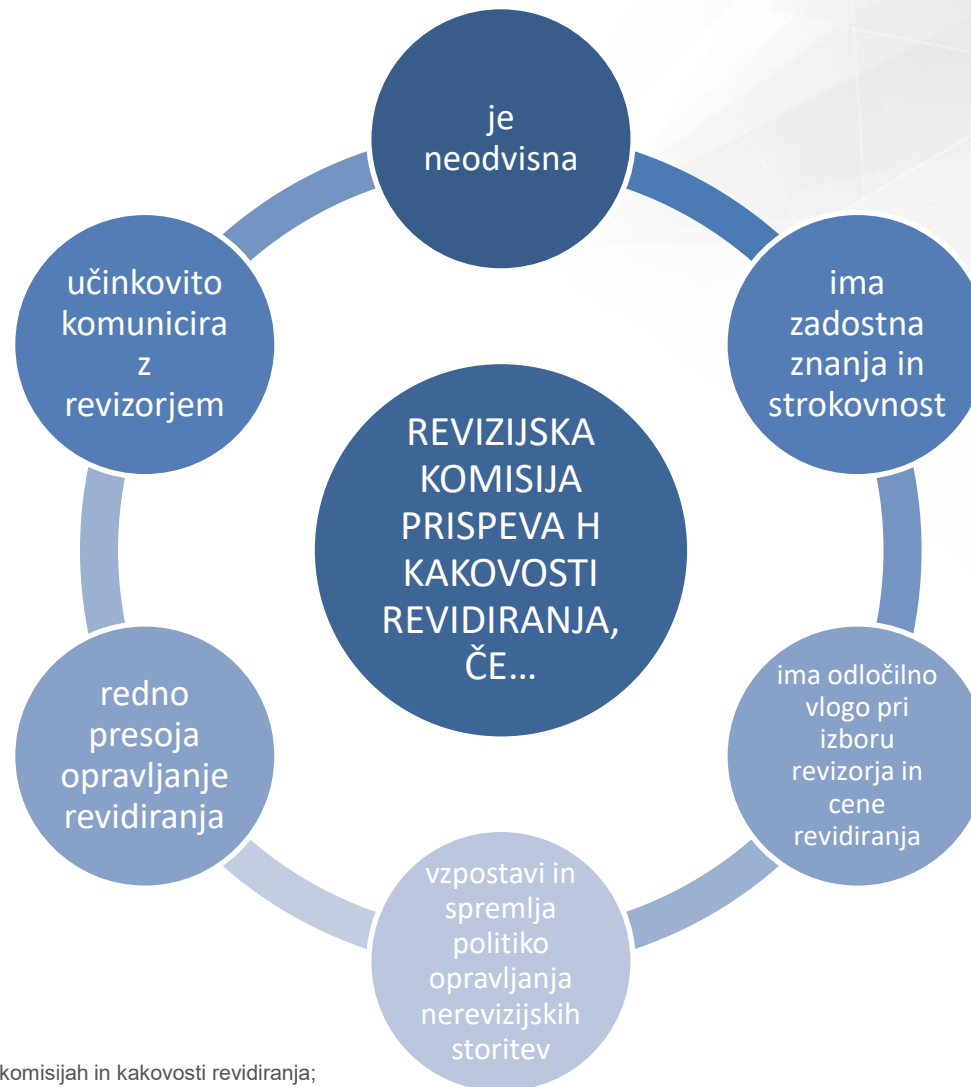 je
neodvisna
ima
zadostna
znanja in
strokovnost
ima odločilno
vlogo pri
izboru
revizorja in
cene
revidiranja
vzpostavi in
spremlja
politiko
opravljanja
nerevizijskih
storitev
redno
presoja
opravljanje
revidiranja
učinkovito
komunicira
z
revizorjem
REVIZIJSKA
KOMISIJA
PRISPEVA H
KAKOVOSTI
REVIDIRANJA,
ČE…
komisijah in kakovosti revidiranja;